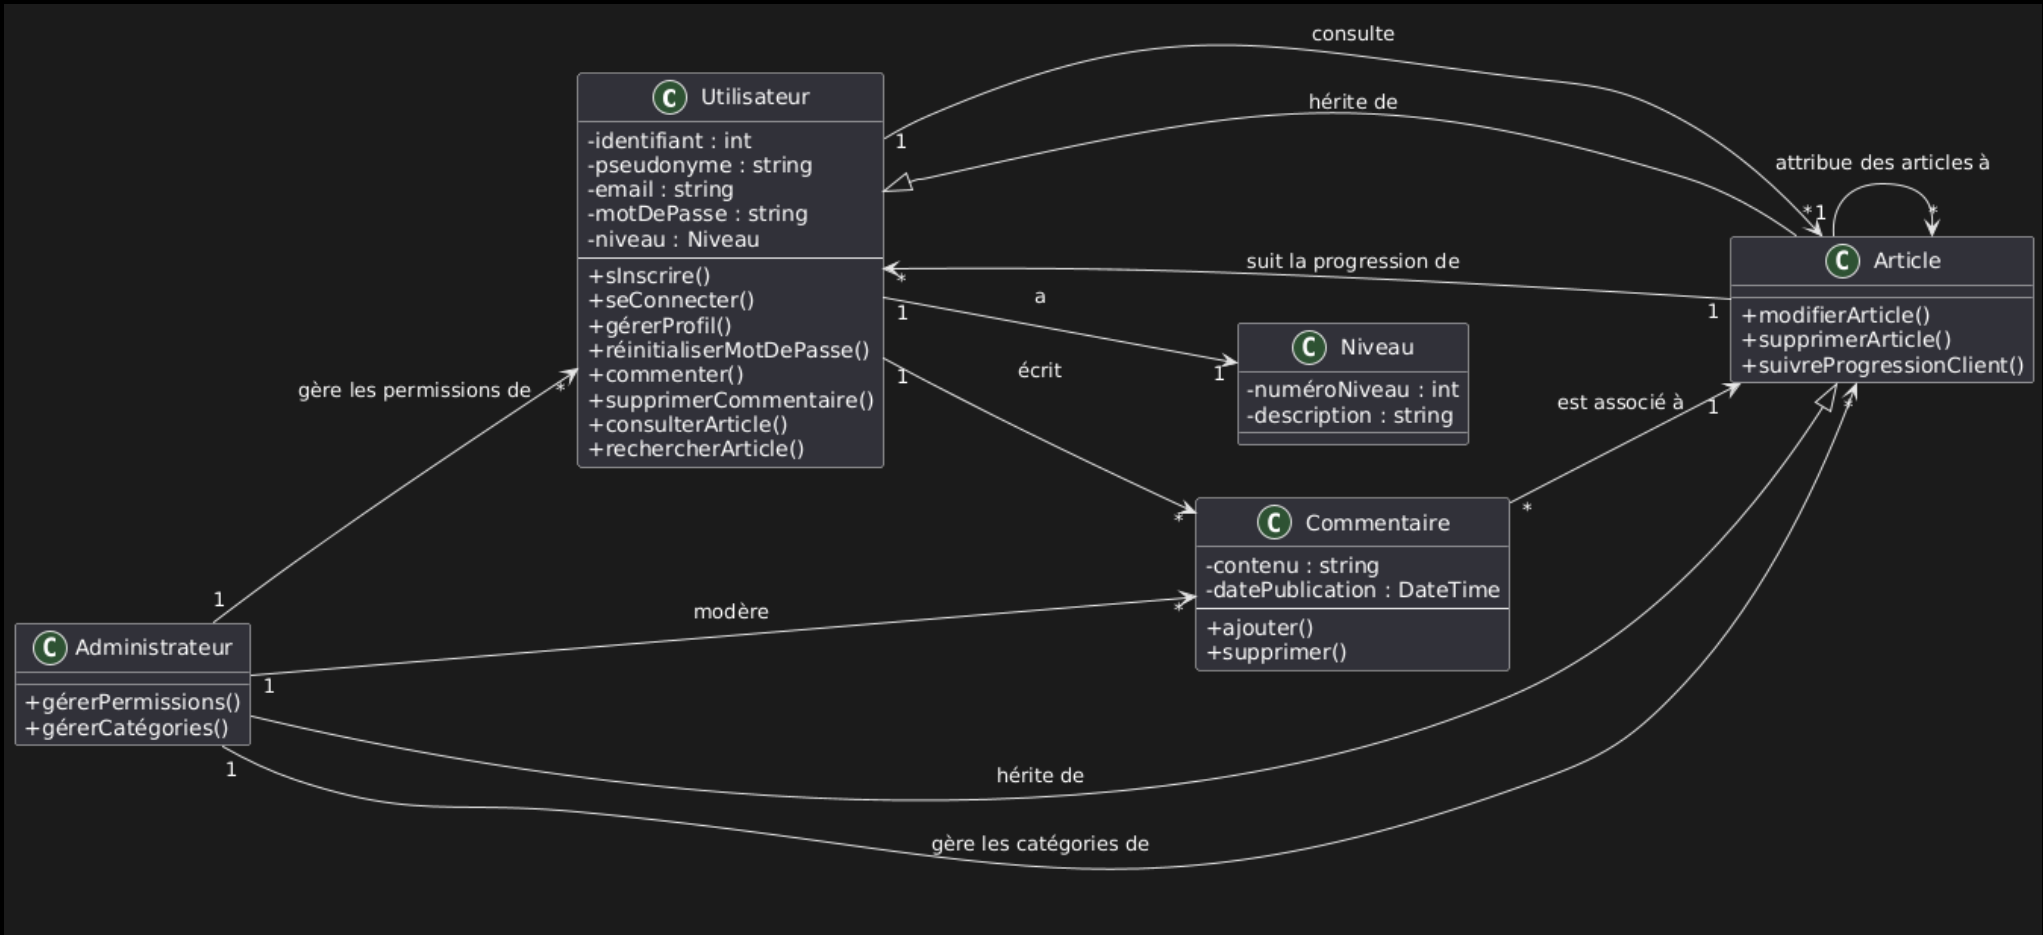 consulte
C Utilisateur
-identifiant : int
-pseudonyme : string
-email : string
-motDePasse : string
-niveau : Niveau
+sInscrire()
+seConnecter()
+gérerProfil()
+réinitialiserMotDePasse()
+commenter()
+supprimerCommentaire()
+consulterArticle()
+rechercherArticle()
1
hérite de
attribue des articles à
*
1
*
C Article
+modifierArticle()
+supprimerArticle()
+suivreProgressionClient()
suit la progression de
*
1
a
1
1
C Niveau
-numéroNiveau : int
-description : string
écrit
1
*
gère les permissions de
*
1
est associé à
1
*
*
C Commentaire
-contenu : string
-datePublication : DateTime
+ajouter()
+supprimer()
modère
*
1
C Administrateur
+gérerPermissions()
+gérerCatégories()
1
hérite de
gère les catégories de